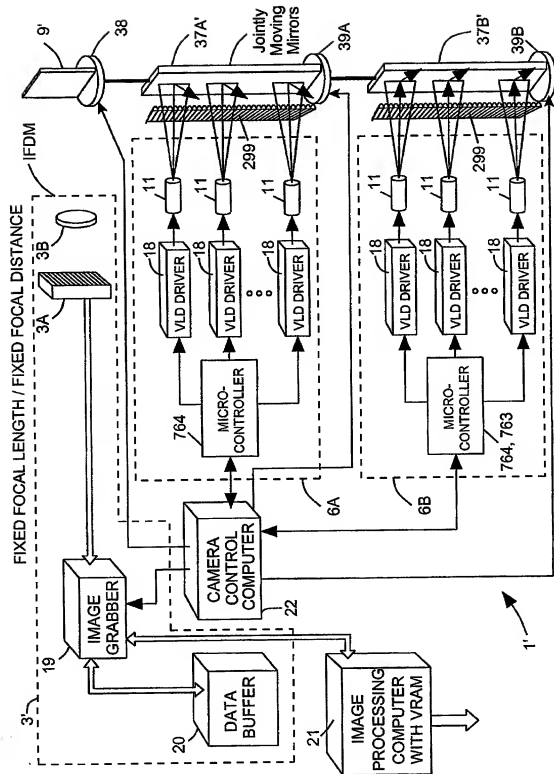 FIXED FOCAL LENGTH / FIXED FOCAL DISTANCE
IFDM
3'
3A
3B
9'
38
19
IMAGE
GRABBER
20
DATA
BUFFER
21
IMAGE
PROCESSING
COMPUTER
WITH VRAM
CAMERA
CONTROL
COMPUTER
22
1'
764
MICRO-
CONTROLLER
18
VLD DRIVER
18
VLD DRIVER
18
VLD DRIVER
11
11
11
299
6A
37A'
Jointly
Moving
Mirrors
39A
MICRO-
CONTROLLER
764, 763
18
VLD DRIVER
18
VLD DRIVER
18
VLD DRIVER
11
11
11
299
6B
37B'
39B